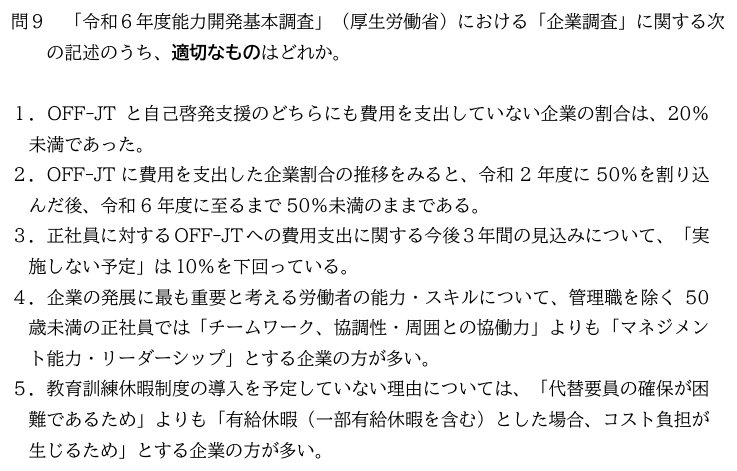 問９　「令和６年度能力開発基本調査」（厚生労働省）における「企業調査」に関する次
の記述のうち、適切なものはどれか。
１．OFF-JT と自己啓発支援のどちらにも費用を支出していない企業の割合は、20%
未満であった。
２．OFF-JT に費用を支出した企業割合の推移をみると、令和 2 年度に 50%を割り込
んだ後、令和 6 年度に至るまで 50%未満のままである。
３．正社員に対するOFF-JTへの費用支出に関する今後３年間の見込みについて、「実
施しない予定」は10%を下回っている。
４．企業の発展に最も重要と考える労働者の能力・スキルについて、管理職を除く 50
歳未満の正社員では「チームワーク、協調性・周囲との協働力」よりも「マネジメン
ト能力・リーダーシップ」とする企業の方が多い。
５．教育訓練休暇制度の導入を予定していない理由については、「代替要員の確保が困
難であるため」よりも「有給休暇（一部有給休暇を含む）とした場合、コスト負担が
生じるため」とする企業の方が多い。